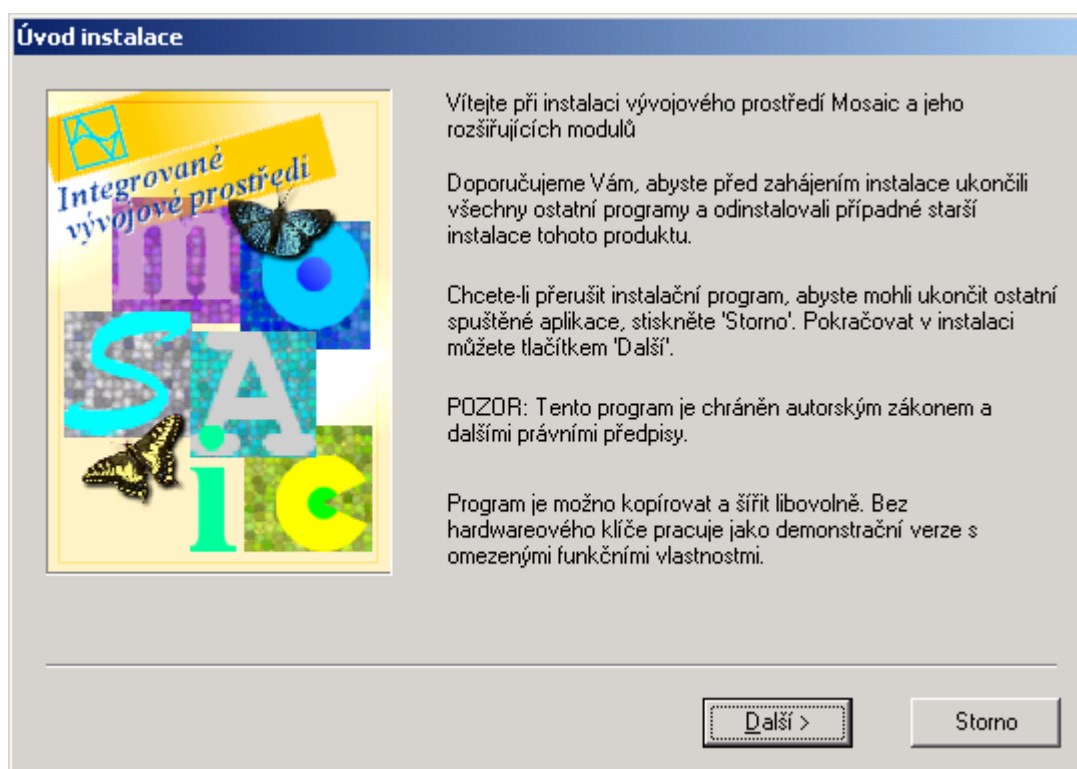 Úvod instalace
Integrované
vývojové prostředí
mo
SA
ic
Vítejte při instalaci vývojového prostředí Mosaic a jeho
rozšiřujících modulů
Doporučujeme Vám, abyste před zahájením instalace ukončili
všechny ostatní programy a odinstalovali případné starší
instalace tohoto produktu.
Chcete-li přerušit instalační program, abyste mohli ukončit ostatní
spuštěné aplikace, stiskněte 'Storno'. Pokračovat v instalaci
můžete tlačítkem 'Další'.
POZOR: Tento program je chráněn autorským zákonem a
dalšími právními předpisy.
Program je možno kopírovat a šířit libovolně. Bez
hardwareového klíče pracuje jako demonstrační verze s
omezenými funkčními vlastnostmi.
Další >
Storno